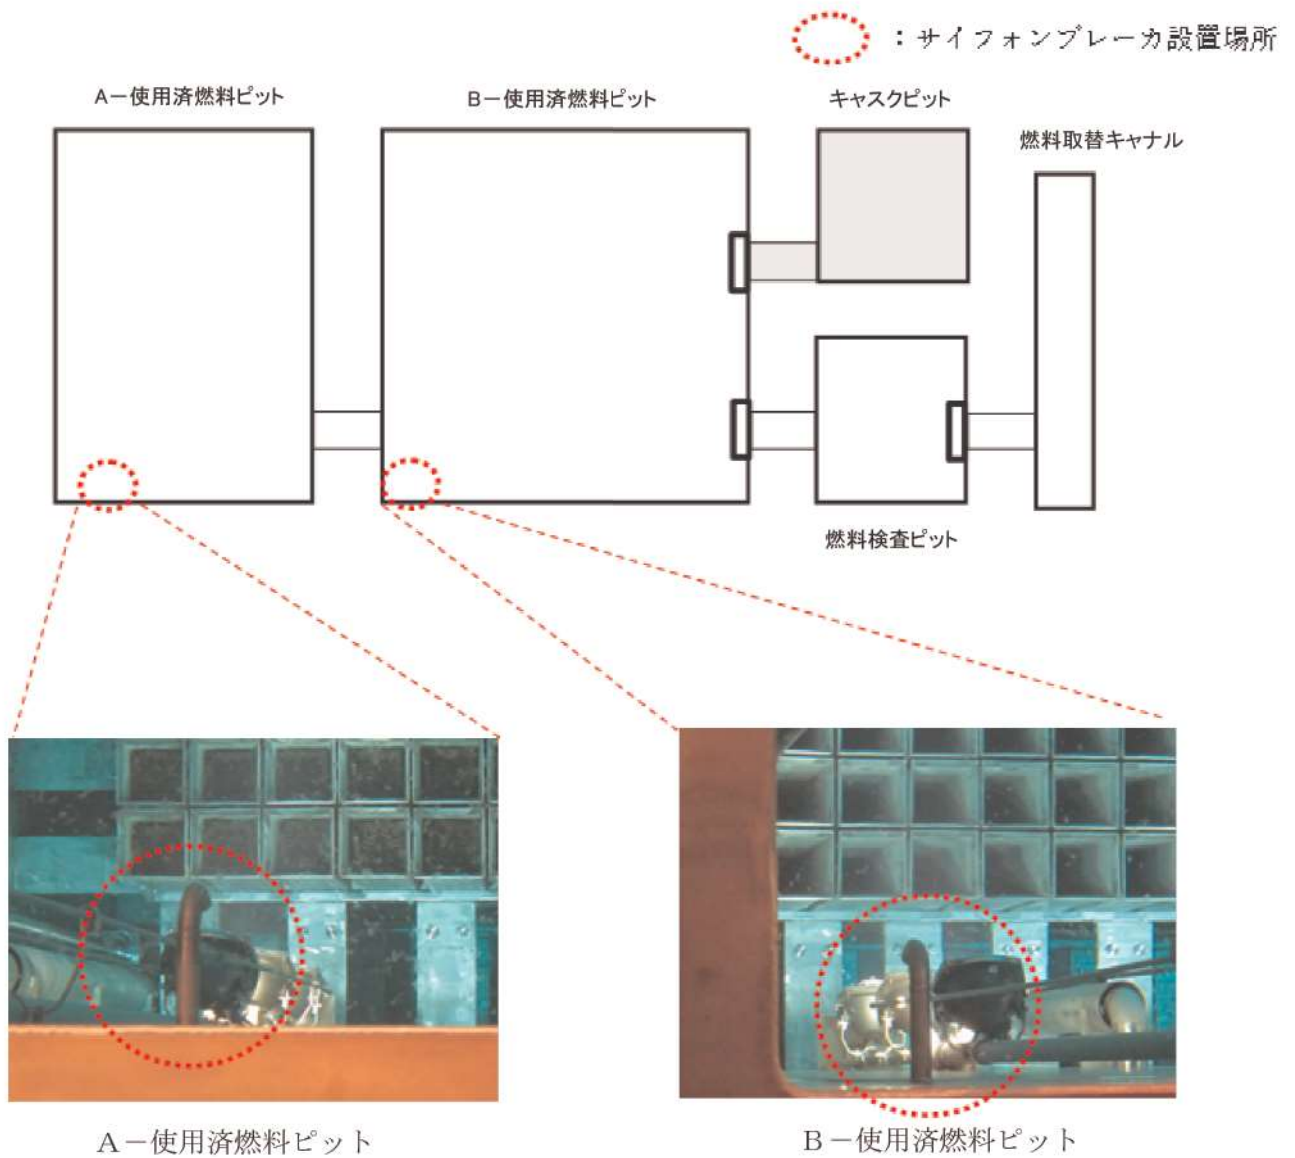 ：サイフォンブレーカ設置場所
A－使用済燃料ピット
B－使用済燃料ピット
キャスクピット
燃料取替キャナル
燃料検査ピット
A－使用済燃料ピット
B－使用済燃料ピット